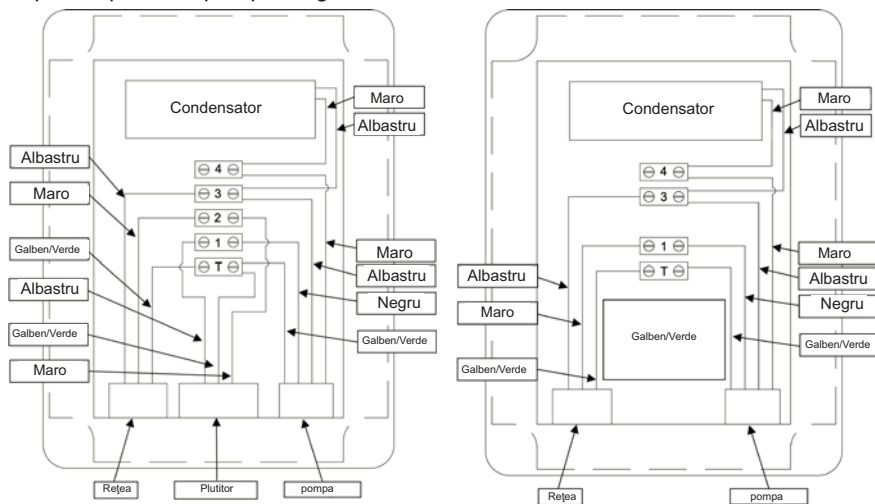 Condensator
Maro
Albastru
Albastru
Maro
Galben/Verde
Albastru
Galben/Verde
Maro
4
3
2
1
T
Maro
Albastru
Negru
Galben/Verde
Reţea
Plutitor
pompa
Condensator
Maro
Albastru
4
3
1
T
Albastru
Maro
Galben/Verde
Galben/Verde
Maro
Albastru
Negru
Galben/Verde
Reţea
pompa